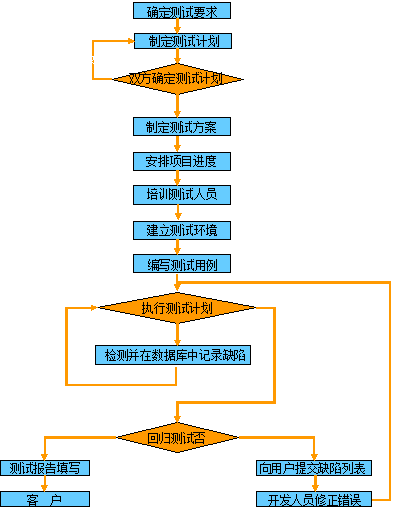 确定测试要求
制定测试计划
双方确定测试计划
制定测试方案
安排项目进度
培训测试人员
建立测试环境
编写测试用例
执行测试计划
检测并在数据库中记录缺陷
回归测试否
测试报告填写
向用户提交缺陷列表
客 户
开发人员修正错误